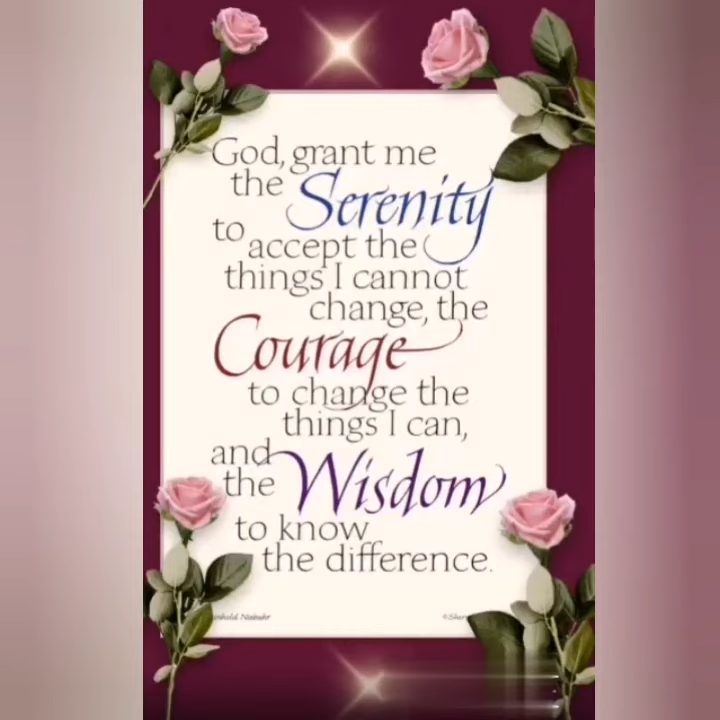 God, grant me
the Serenity
to accept the
things I cannot
change, the
Courage
to change the
things I can,
and
the Wisdom
to know
the difference.
Niebuhr